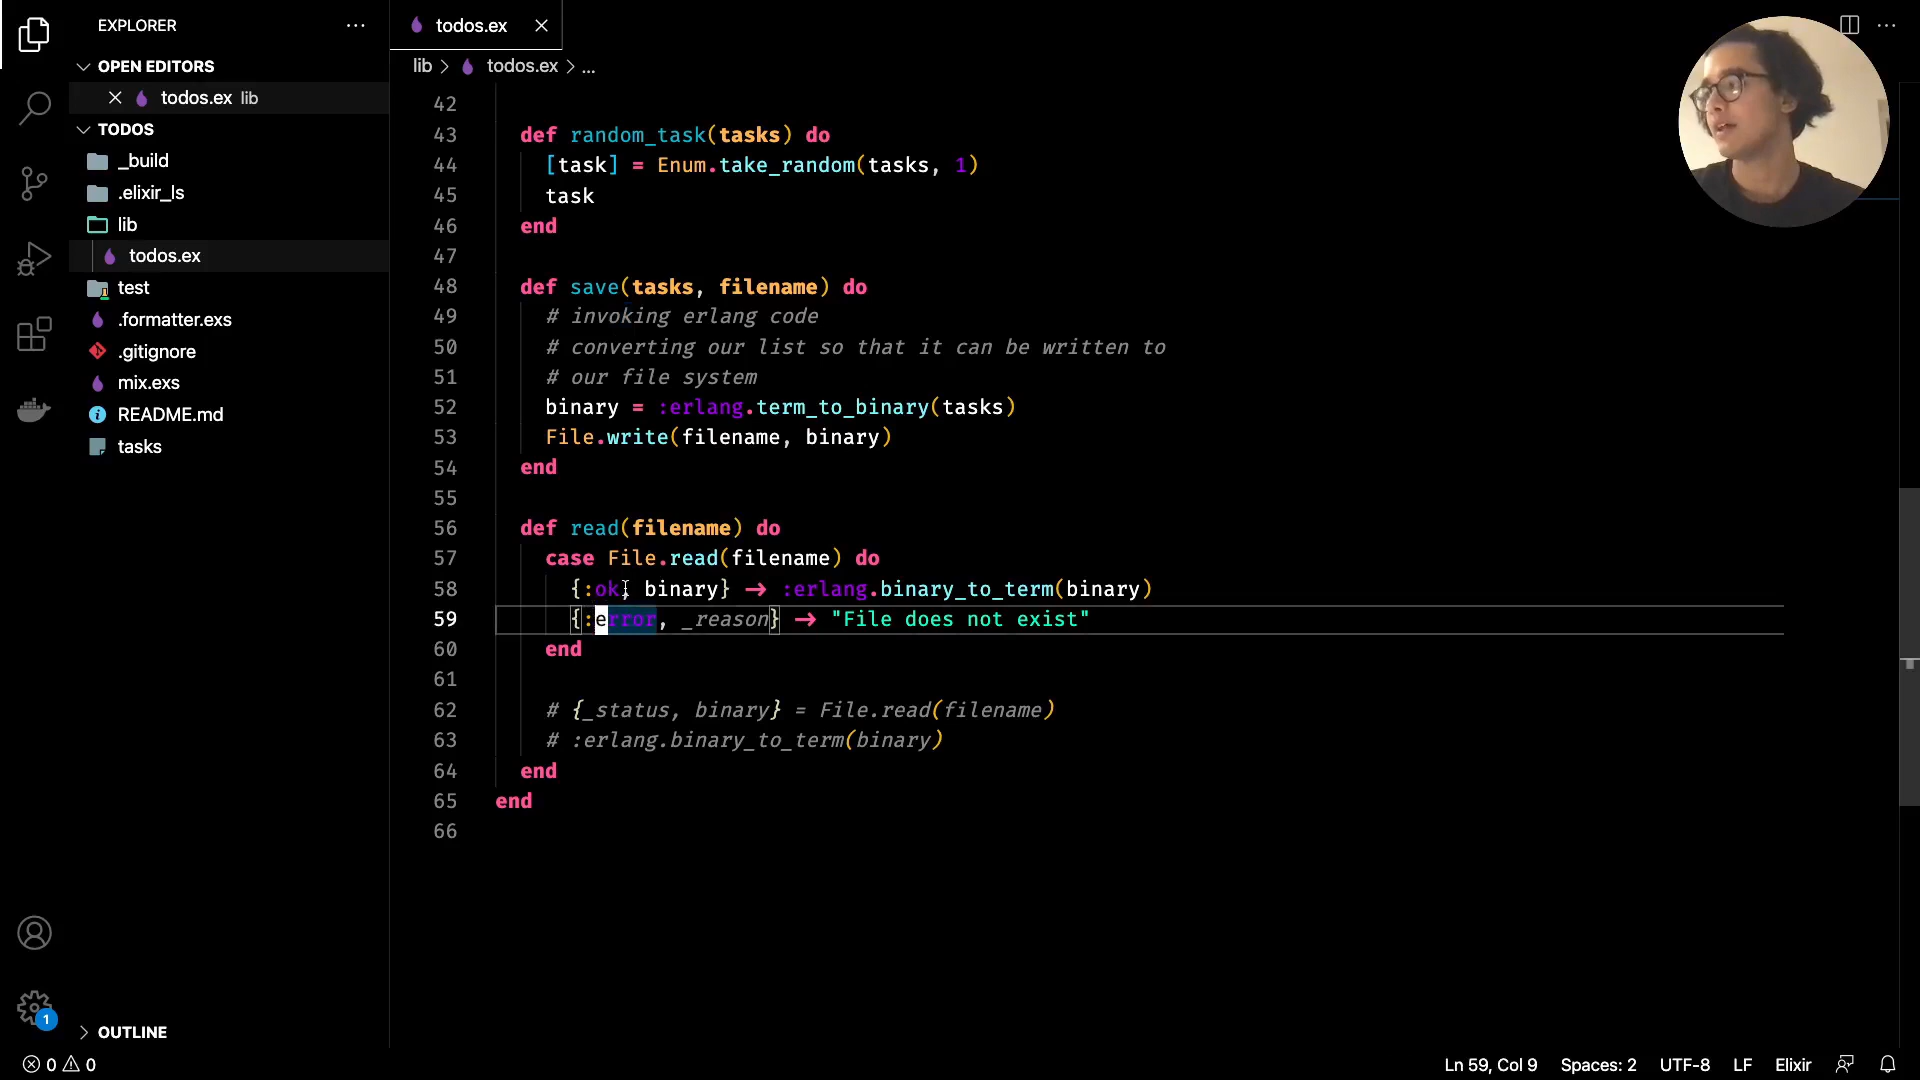 EXPLORER
OPEN EDITORS
todos.ex lib
TODOS
_build
.elixir_ls
lib
todos.ex
test
.formatter.exs
.gitignore
mix.exs
README.md
tasks
OUTLINE
todos.ex
lib > todos.ex > ...
42
43 def random_task(tasks) do
44 [task] = Enum.take_random(tasks, 1)
45 task
46 end
47
48 def save(tasks, filename) do
49 # invoking erlang code
50 # converting our list so that it can be written to
51 # our file system
52 binary = :erlang.term_to_binary(tasks)
53 File.write(filename, binary)
54 end
55
56 def read(filename) do
57 case File.read(filename) do
58 {:ok, binary} -> :erlang.binary_to_term(binary)
59 {:error, _reason} -> "File does not exist"
60 end
61
62 # {_status, binary} = File.read(filename)
63 # :erlang.binary_to_term(binary)
64 end
65 end
66
1
0 0
Ln 59, Col 9 Spaces: 2 UTF-8 LF Elixir